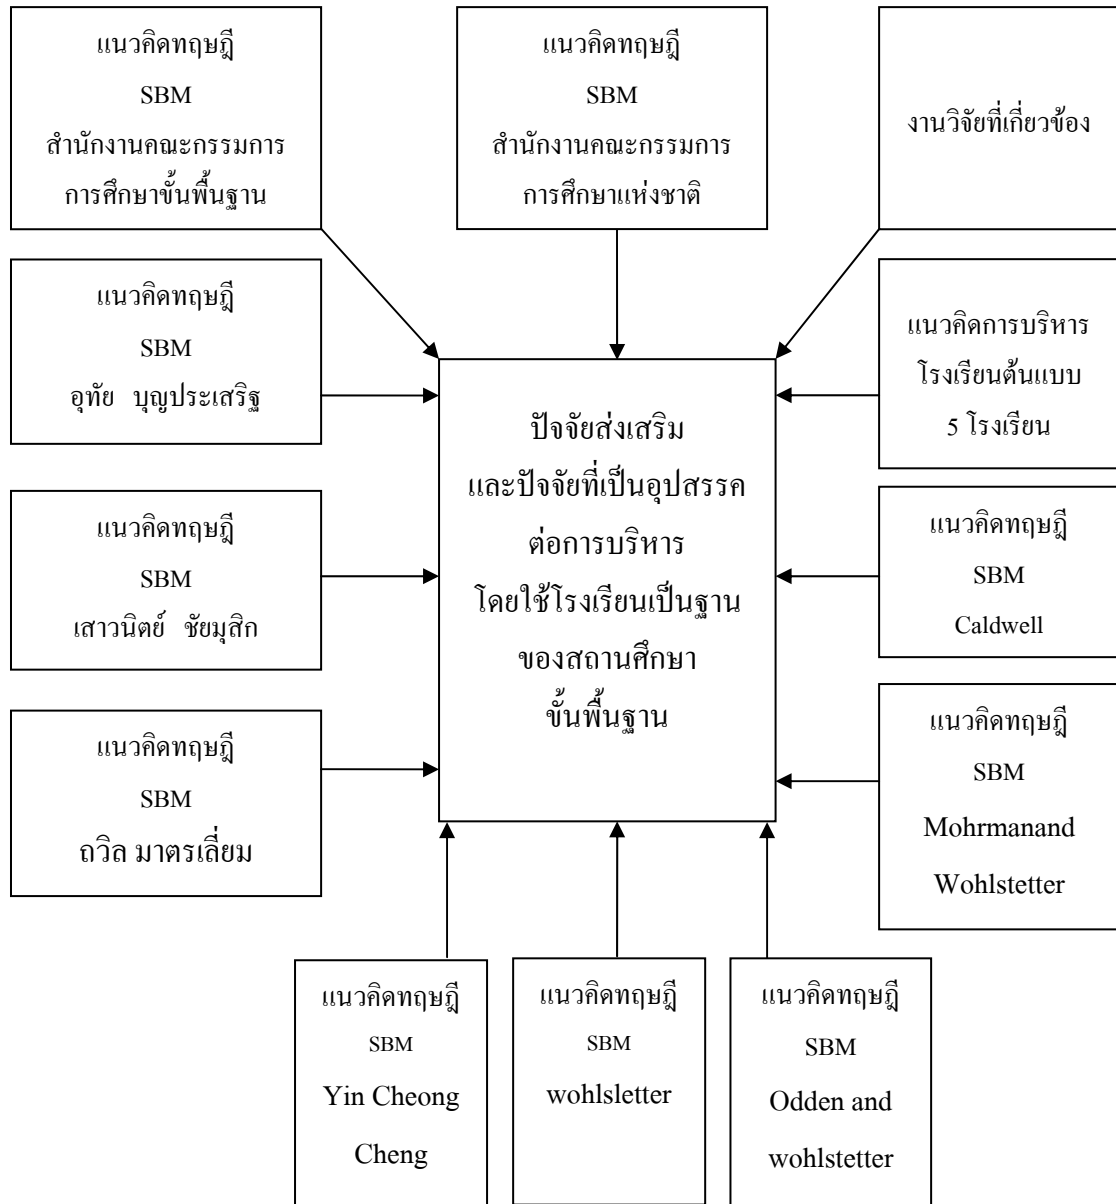 แนวคิดทฤษฎี
SBM
สำนักงานคณะกรรมการ
การศึกษาขั้นพื้นฐาน
แนวคิดทฤษฎี
SBM
สำนักงานคณะกรรมการ
การศึกษาแห่งชาติ
งานวิจัยที่เกี่ยวข้อง
แนวคิดทฤษฎี
SBM
อุทัย บุญประเสริฐ
แนวคิดการบริหาร
โรงเรียนต้นแบบ
5 โรงเรียน
ปัจจัยส่งเสริม
และปัจจัยที่เป็นอุปสรรค
ต่อการบริหาร
โดยใช้โรงเรียนเป็นฐาน
ของสถานศึกษา
ขั้นพื้นฐาน
แนวคิดทฤษฎี
SBM
เสาวนิตย์ ชัยมุสิก
แนวคิดทฤษฎี
SBM
Caldwell
แนวคิดทฤษฎี
SBM
ถวิล มาตรเลี่ยม
แนวคิดทฤษฎี
SBM
Mohrmanand
Wohlstetter
แนวคิดทฤษฎี
SBM
Yin Cheong
Cheng
แนวคิดทฤษฎี
SBM
wohlsletter
แนวคิดทฤษฎี
SBM
Odden and
wohlstetter